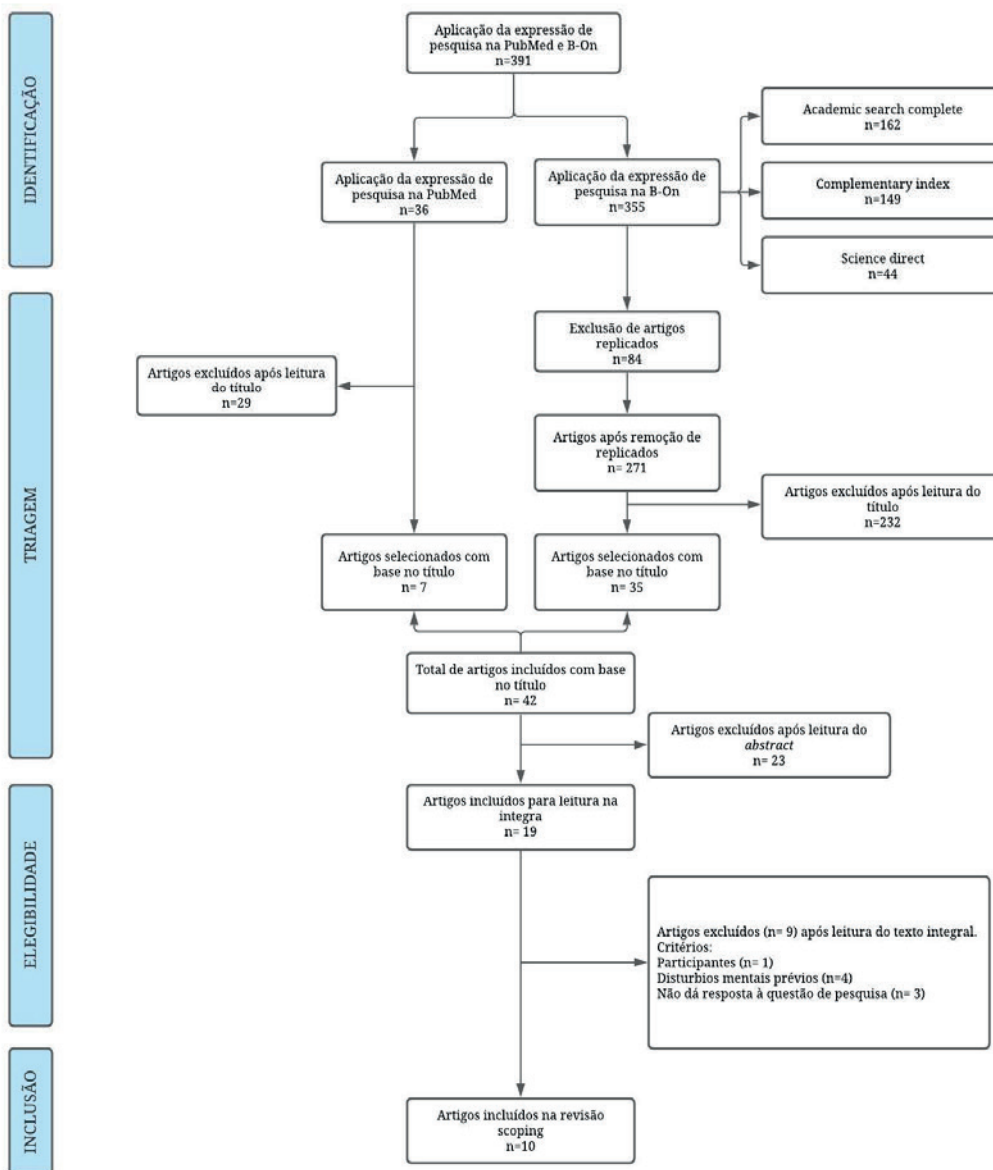 IDENTIFICAÇÃO
Aplicação da expressão de
pesquisa na PubMed e B-On
n=391
Academic search complete
n=162
Aplicação da expressão de
pesquisa na PubMed
n=36
Aplicação da expressão de
pesquisa na B-On
n=355
Complementary index
n=149
Science direct
n=44
TRIAGEM
Exclusão de artigos
replicados
n=84
Artigos excluídos após leitura
do título
n=29
Artigos após remoção de
replicados
n= 271
Artigos excluídos após leitura do
título
n=232
Artigos selecionados com
base no título
n= 7
Artigos selecionados com
base no título
n= 35
Total de artigos incluídos com base
no título
n= 42
Artigos excluídos após leitura do
abstract
n= 23
ELEGIBILIDADE
Artigos incluídos para leitura na
integra
n= 19
Artigos excluídos (n= 9) após leitura do texto integral.
Critérios:
Participantes (n= 1)
Disturbios mentais prévios (n=4)
Não dá resposta à questão de pesquisa (n= 3)
INCLUSÃO
Artigos incluídos na revisão
scoping
n=10